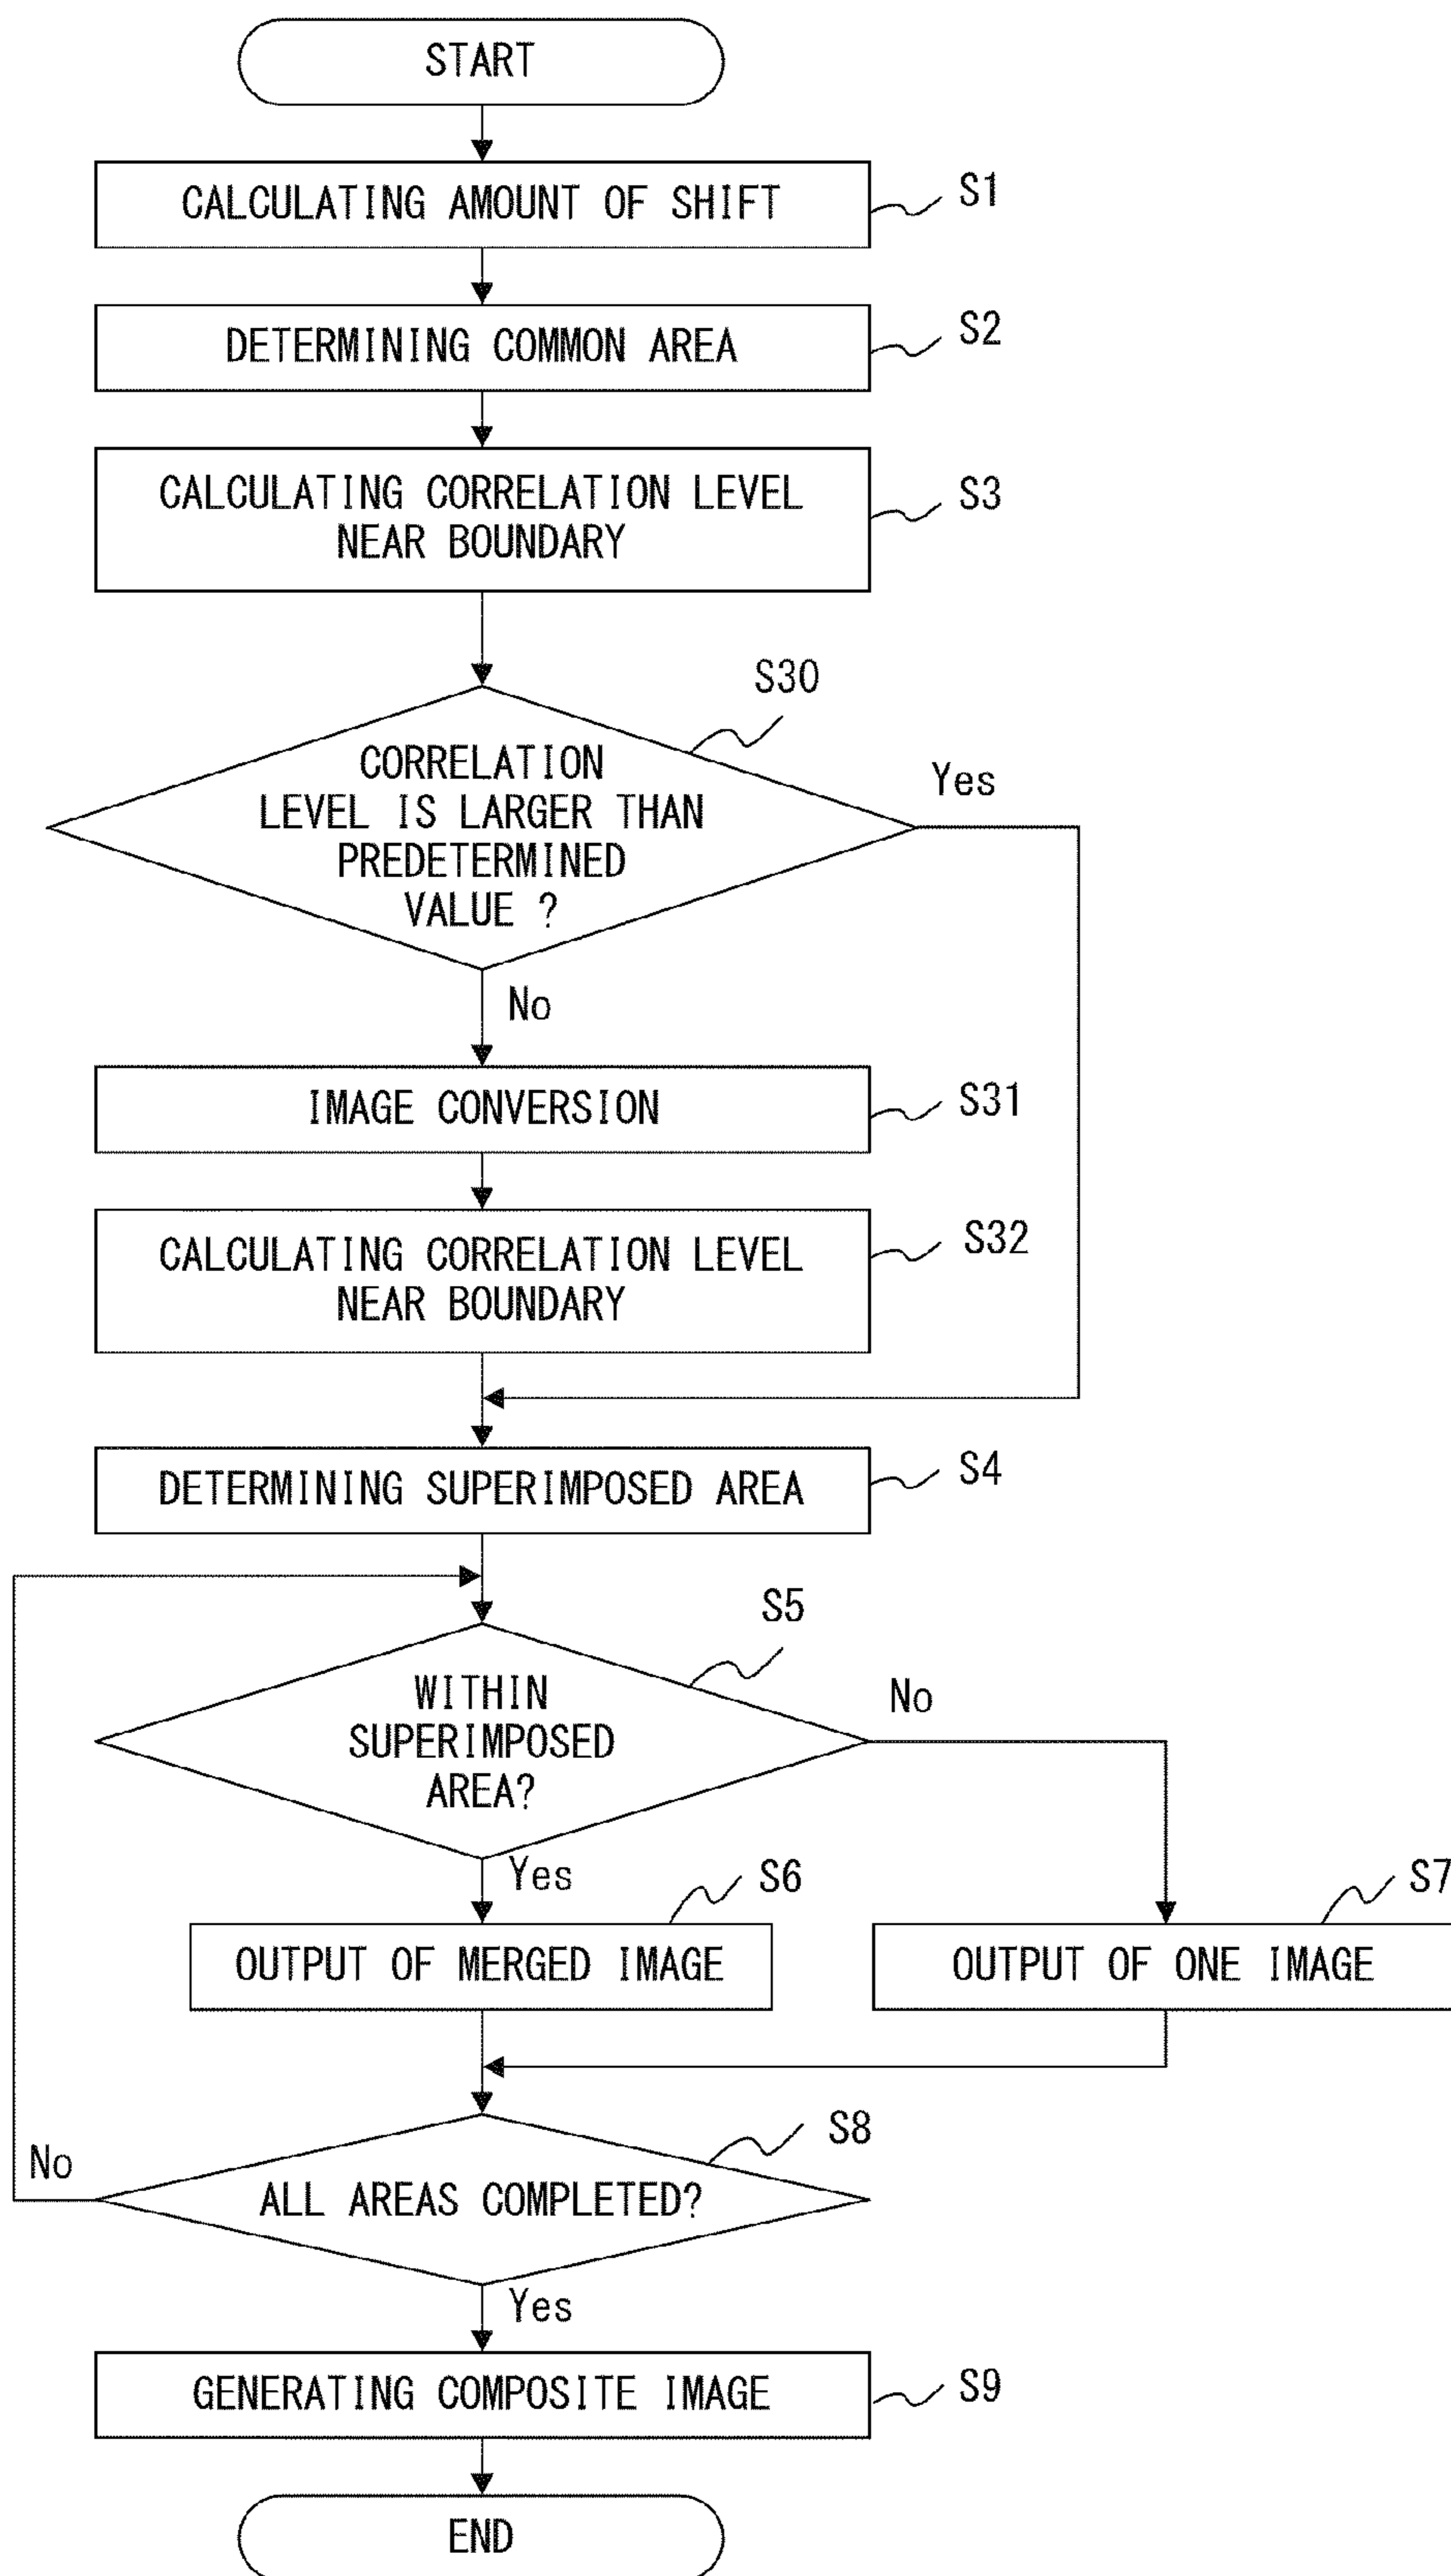 START
CALCULATING AMOUNT OF SHIFT
S1
DETERMINING COMMON AREA
S2
CALCULATING CORRELATION LEVEL
NEAR BOUNDARY
S3
S30
CORRELATION
LEVEL IS LARGER THAN
PREDETERMINED
VALUE ?
Yes
No
IMAGE CONVERSION
S31
CALCULATING CORRELATION LEVEL
NEAR BOUNDARY
S32
DETERMINING SUPERIMPOSED AREA
S4
S5
WITHIN
SUPERIMPOSED
AREA?
No
Yes
S6
S7
OUTPUT OF MERGED IMAGE
OUTPUT OF ONE IMAGE
S8
No
ALL AREAS COMPLETED?
Yes
GENERATING COMPOSITE IMAGE
S9
END